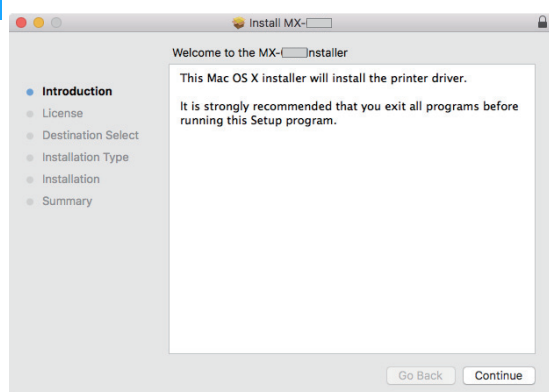 Install MX-
Welcome to the MX- Installer
Introduction
License
Destination Select
Installation Type
Installation
Summary
This Mac OS X installer will install the printer driver.
It is strongly recommended that you exit all programs before
running this Setup program.
Go Back
Continue